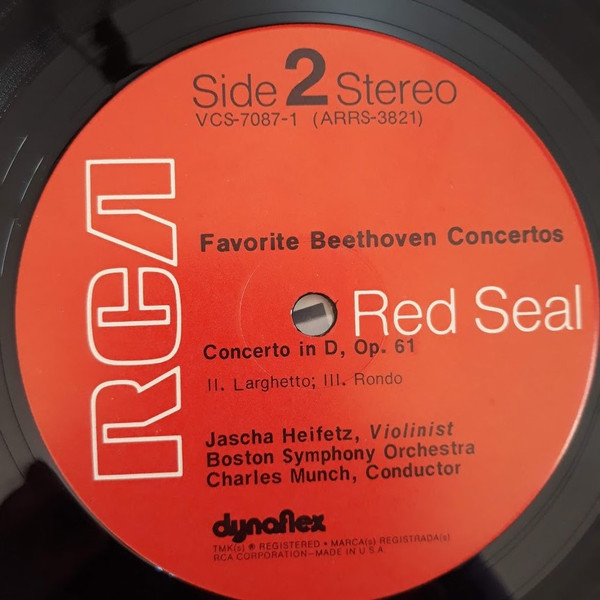 Side 2 Stereo
VCS-7087-1 (ARRS-3821)
RCA
Favorite Beethoven Concertos
Red Seal
Concerto in D, Op. 61
II. Larghetto; III. Rondo
Jascha Heifetz, Violinist
Boston Symphony Orchestra
Charles Munch, Conductor
dynaflex
TMK(s) ® REGISTERED • MARCA(s) REGISTRADA(s)
RCA CORPORATION—MADE IN U S A